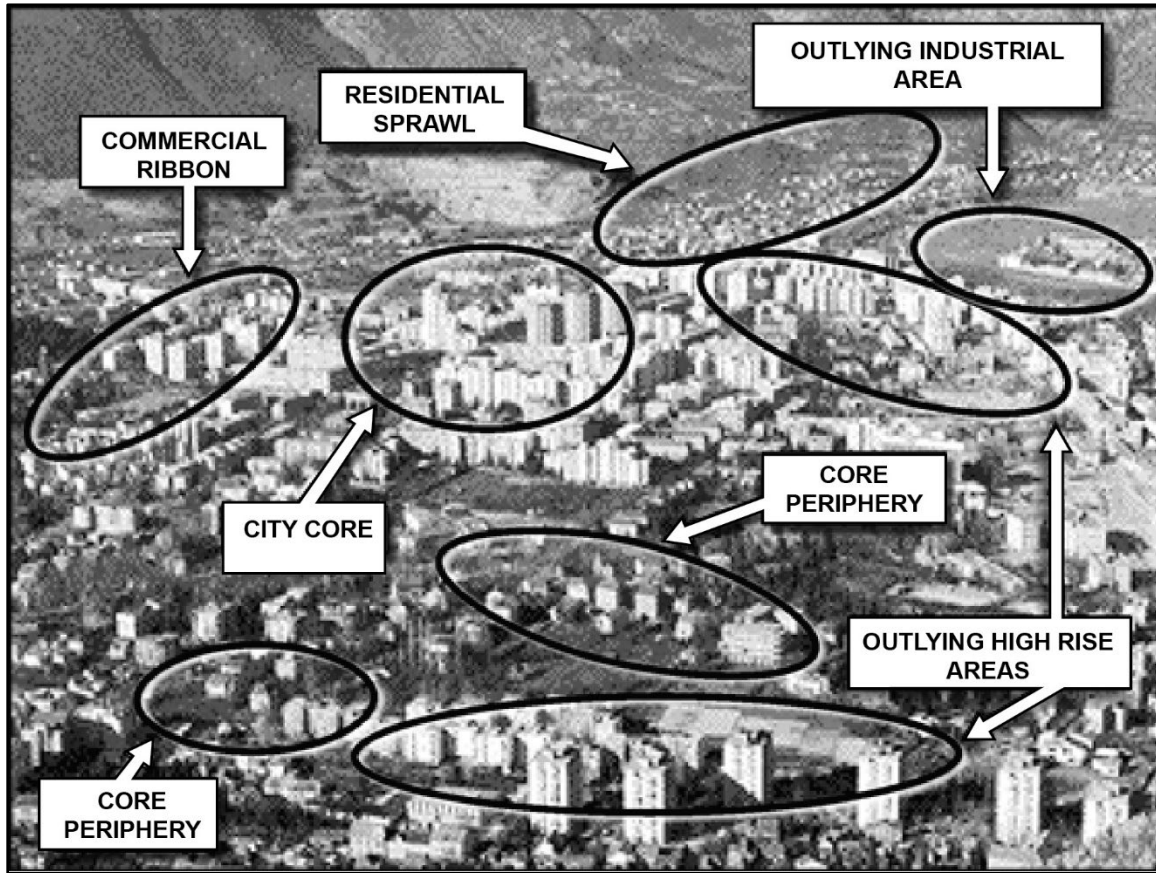 OUTLYING INDUSTRIAL
AREA
RESIDENTIAL
SPRAWL
COMMERCIAL
RIBBON
CORE
PERIPHERY
CITY CORE
OUTLYING HIGH RISE
AREAS
CORE
PERIPHERY